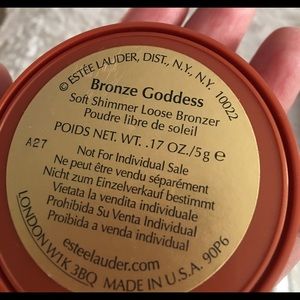 © ESTÉE LAUDER, DIST., N.Y., N.Y. 10022
Bronze Goddess
Soft Shimmer Loose Bronzer
Poudre libre de soleil
POIDS NET. WT. .17 OZ./5g ℮
A27
Not For Individual Sale
Ne peut être vendu séparément
Nicht zum Einzelverkauf bestimmt
Vietata la vendita individuale
Prohibida Su Venta Individual
Proibida a venda individual
esteelauder.com
LONDON W1K 3BQ MADE IN U.S.A. 90P6